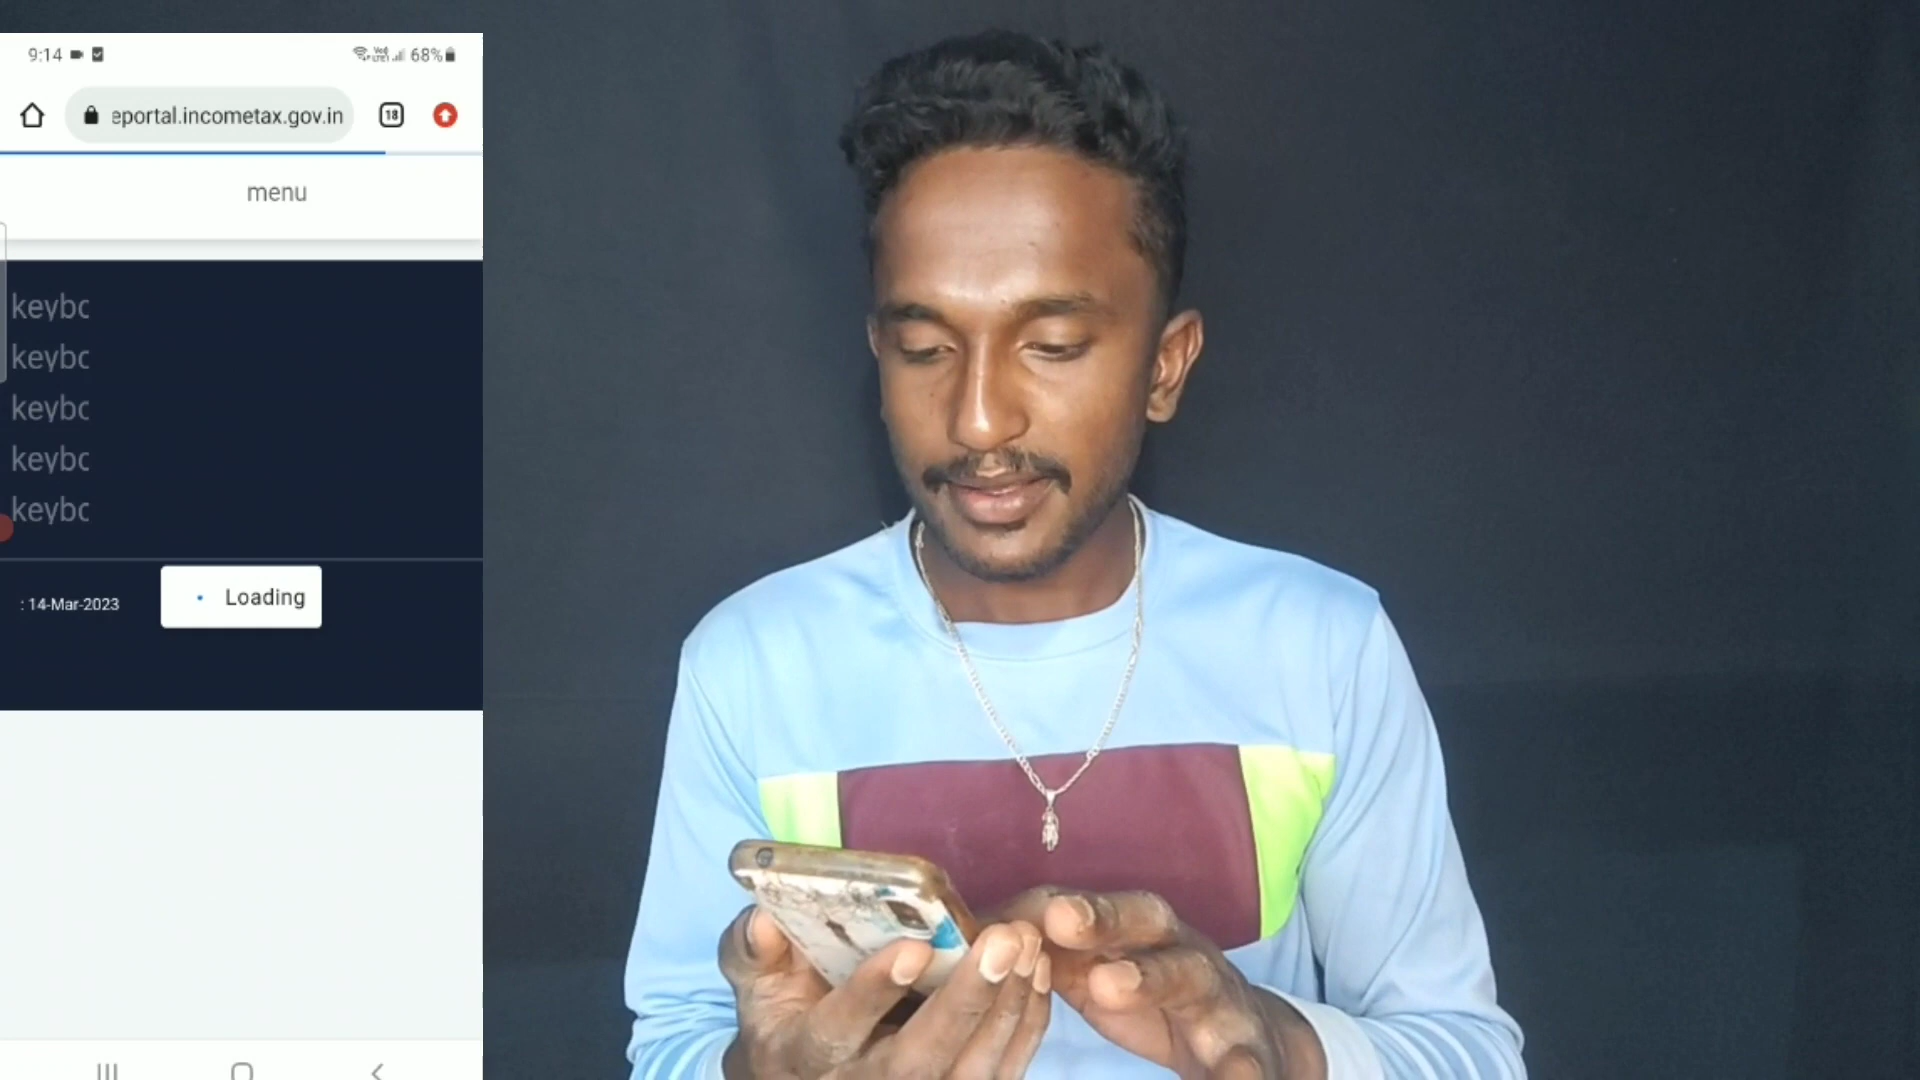 9:14
68%
eportal.incometax.gov.in
18
menu
keybc
keybc
keybc
keybc
keybc
: 14-Mar-2023
Loading